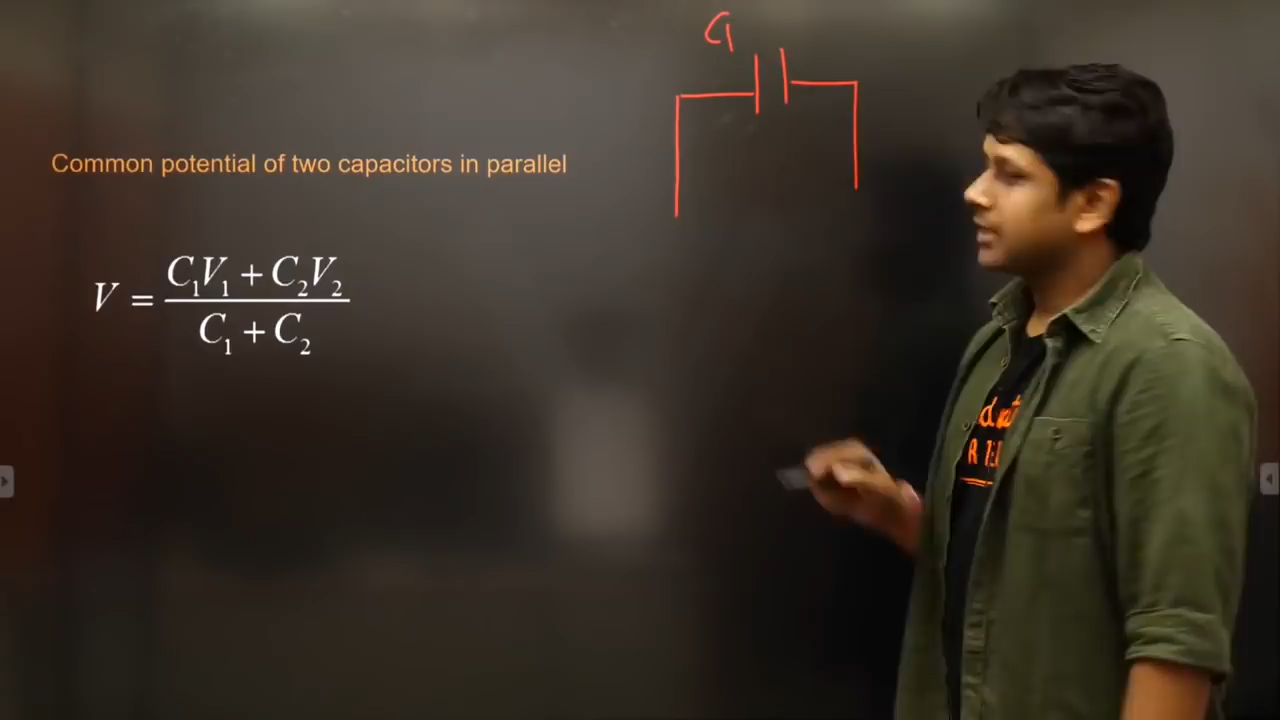 C₁
Common potential of two capacitors in parallel
V = (C₁V₁ + C₂V₂) / (C₁ + C₂)